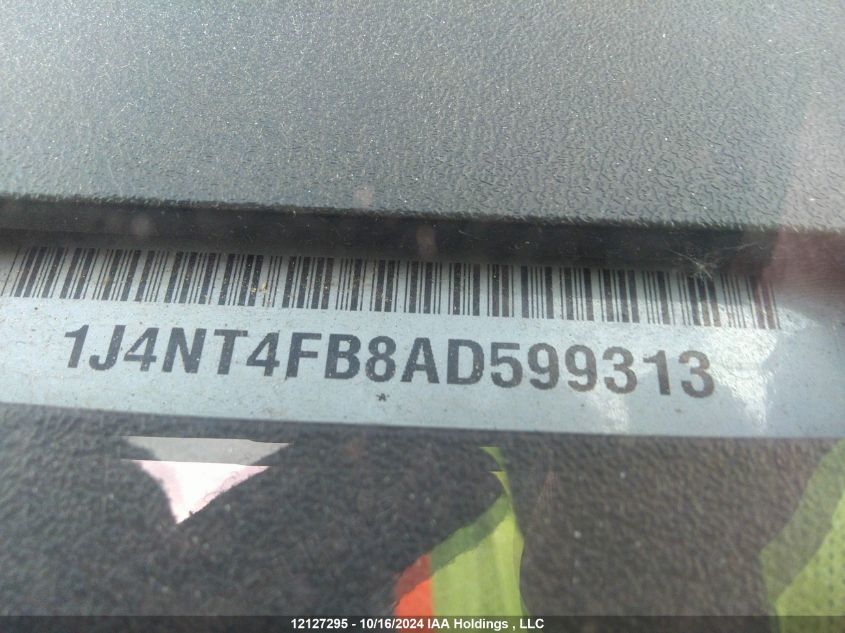 1J4NT4FB8AD599313
*
12127295 - 10/16/2024 IAA Holdings , LLC